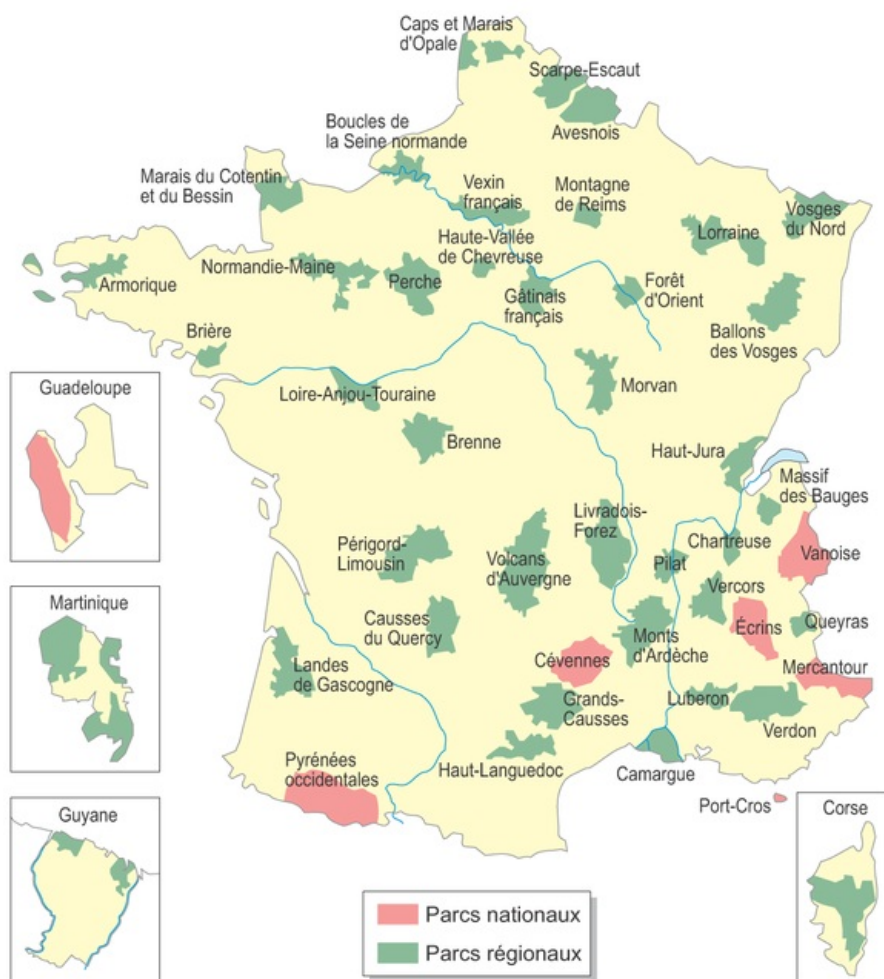 Caps et Marais
d'Opale
Scarpe-Escaut
Avesnois
Boucles de
la Seine normande
Marais du Cotentin
et du Bessin
Vexin
français
Montagne
de Reims
Vosges
du Nord
Lorraine
Haute-Vallée
de Chevreuse
Normandie-Maine
Armorique
Perche
Gâtinais
français
Forêt
d'Orient
Ballons
des Vosges
Brière
Morvan
Loire-Anjou-Touraine
Guadeloupe
Brenne
Haut-Jura
Massif
des Bauges
Livradois-
Forez
Périgord-
Limousin
Volcans
d'Auvergne
Chartreuse
Vanoise
Pilat
Vercors
Martinique
Causses
du Quercy
Monts
d'Ardèche
Écrins
Queyras
Landes
de Gascogne
Cévennes
Mercantour
Grands-
Causses
Luberon
Verdon
Pyrénées
occidentales
Haut-Languedoc
Camargue
Port-Cros
Guyane
Corse
Parcs nationaux
Parcs régionaux